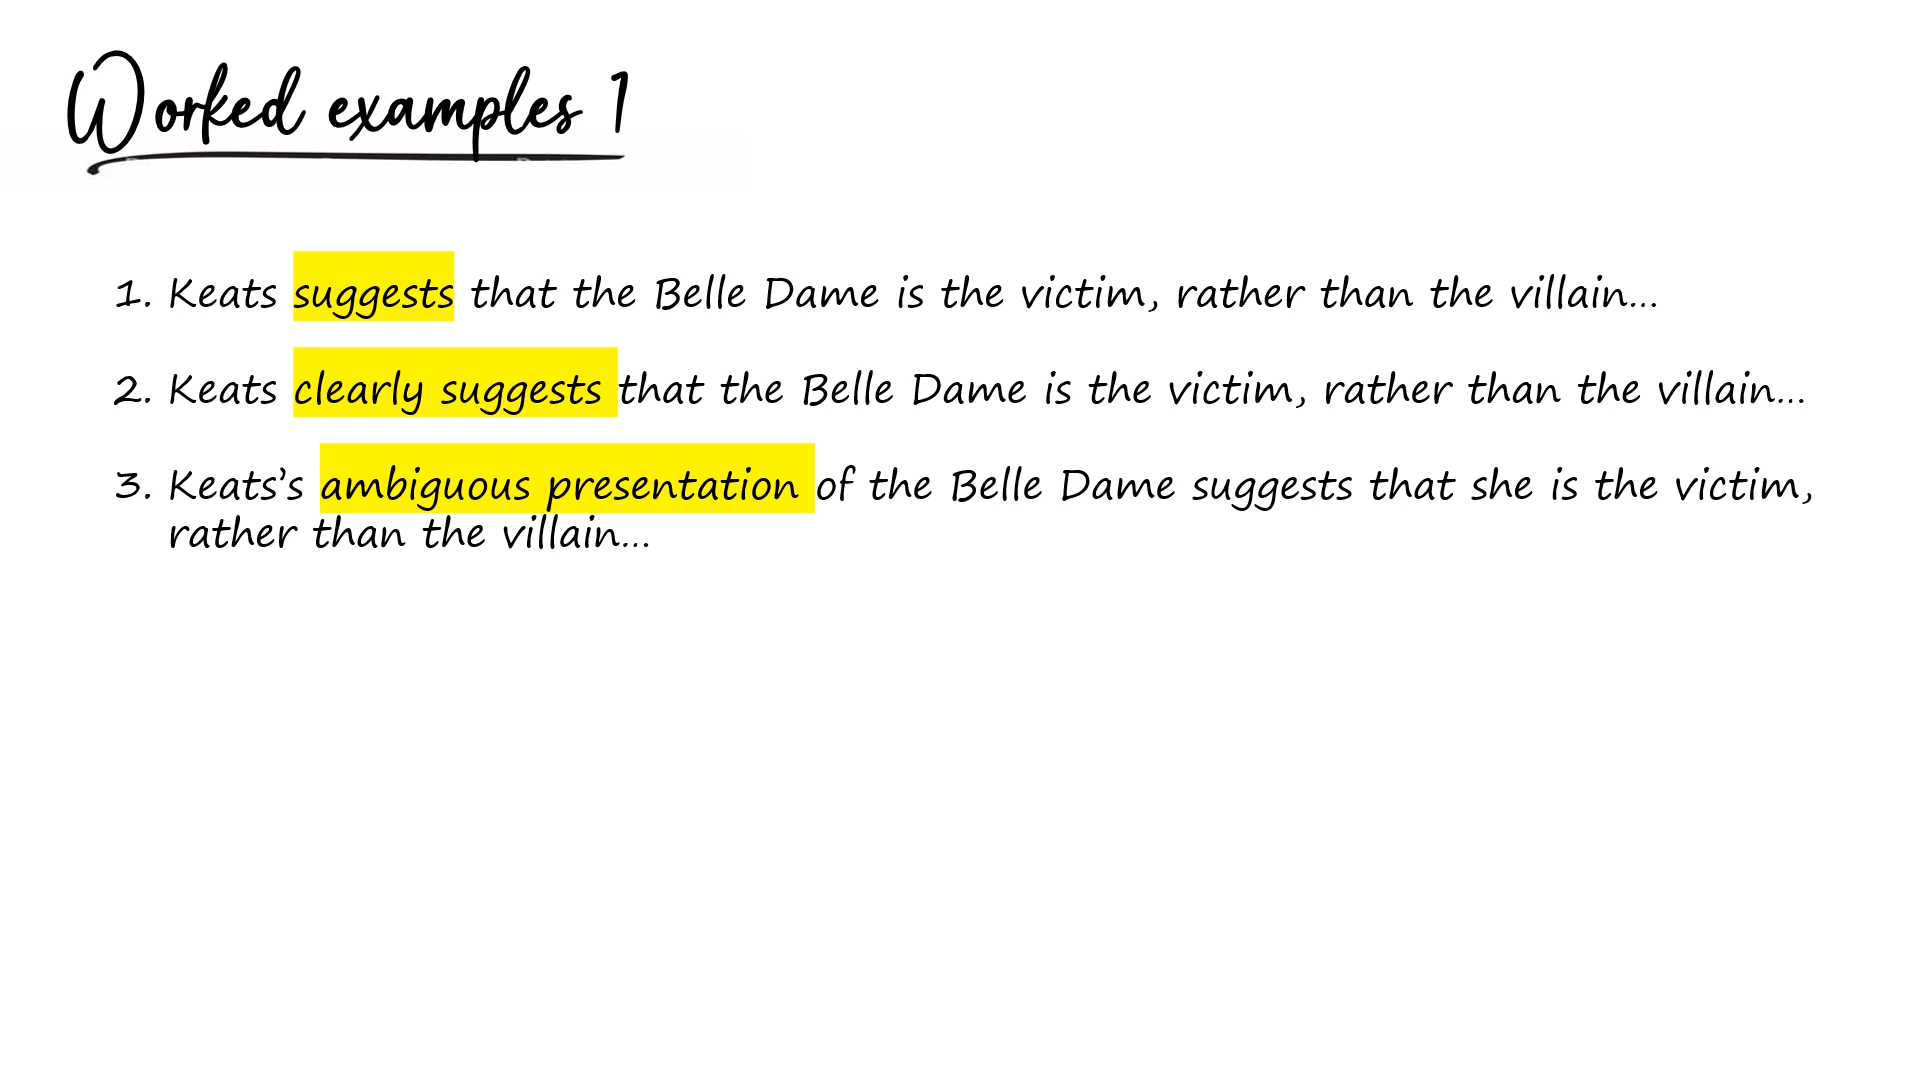 Worked examples 1
1. Keats suggests that the Belle Dame is the victim, rather than the villain...
2. Keats clearly suggests that the Belle Dame is the victim, rather than the villain...
3. Keats’s ambiguous presentation of the Belle Dame suggests that she is the victim,
rather than the villain...